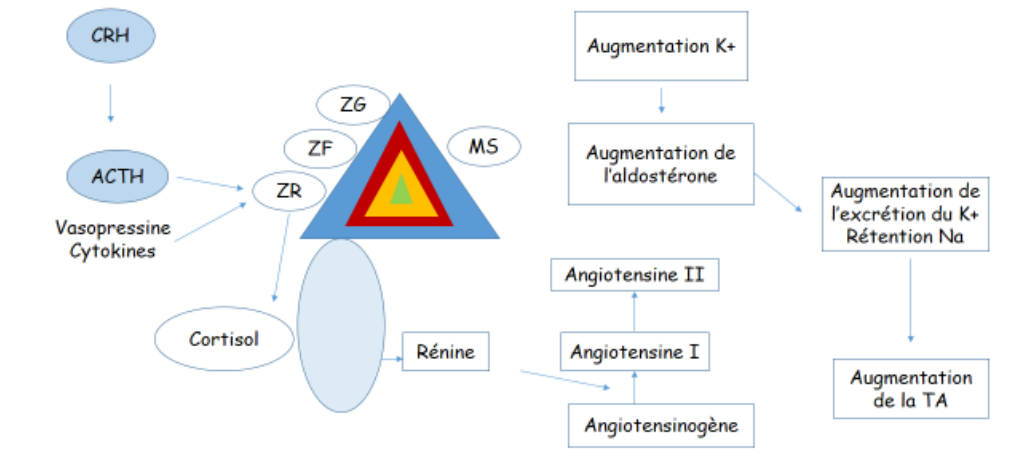 CRH
ACTH
Vasopressine
Cytokines
ZG
ZF
ZR
MS
Cortisol
Rénine
Angiotensine II
Angiotensine I
Angiotensinogène
Augmentation K+
Augmentation de
l'aldostérone
Augmentation de
l'excrétion du K+
Rétention Na
Augmentation
de la TA